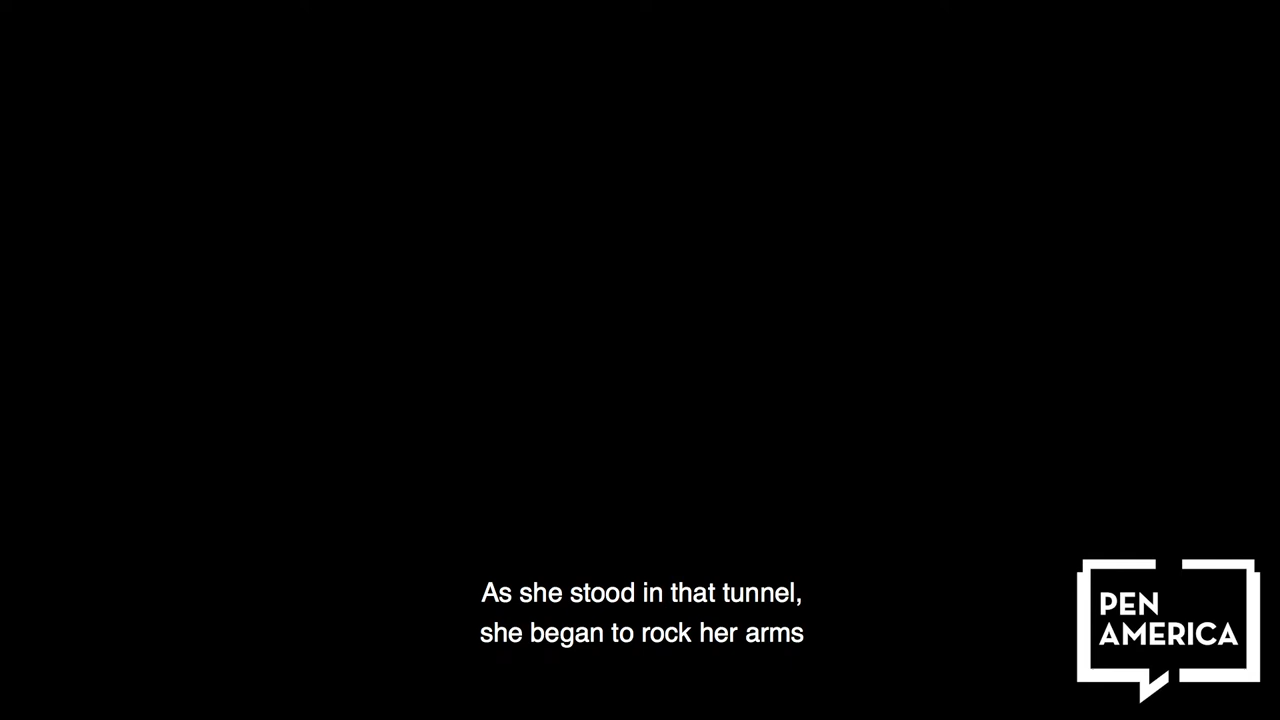 As she stood in that tunnel,
she began to rock her arms
PEN
AMERICA